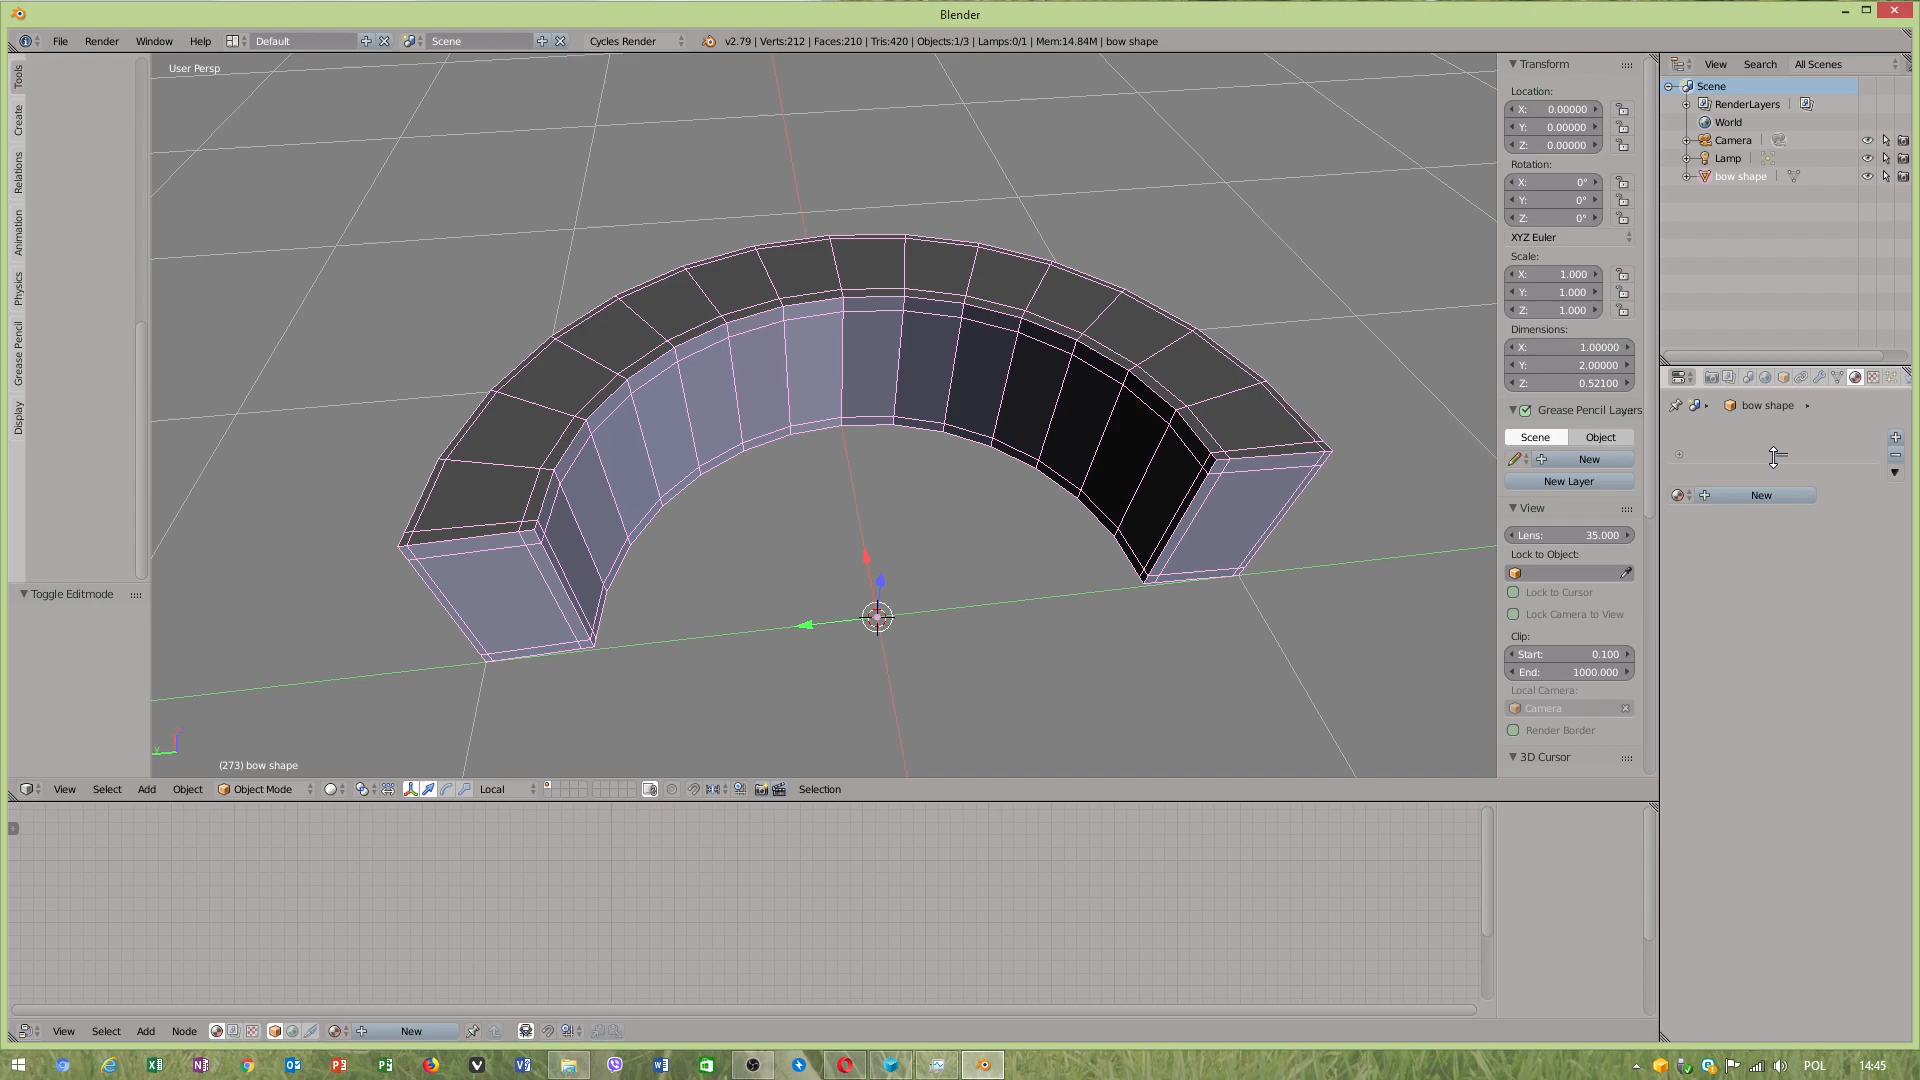 Blender
File Render Window Help Default Scene Cycles Render v2.79 | Verts:212 | Faces:210 | Tris:420 | Objects:1/3 | Lamps:0/1 | Mem:14.84M | bow shape
Tools
Create
Relations
Animation
Physics
Grease Pencil
Display
Toggle Editmode
User Persp
(273) bow shape
y
Transform
Location:
X: 0.00000
Y: 0.00000
Z: 0.00000
Rotation:
X: 0°
Y: 0°
Z: 0°
XYZ Euler
Scale:
X: 1.000
Y: 1.000
Z: 1.000
Dimensions:
X: 1.00000
Y: 2.00000
Z: 0.52100
Grease Pencil Layers
Scene Object
New
New Layer
View
Lens: 35.000
Lock to Object:
Lock to Cursor
Lock Camera to View
Clip:
Start: 0.100
End: 1000.000
Local Camera:
Camera
Render Border
3D Cursor
View Search All Scenes
Scene
RenderLayers
World
Camera
Lamp
bow shape
bow shape
New
View Select Add Object Object Mode Local Selection
View Select Add Node New
POL 14:45